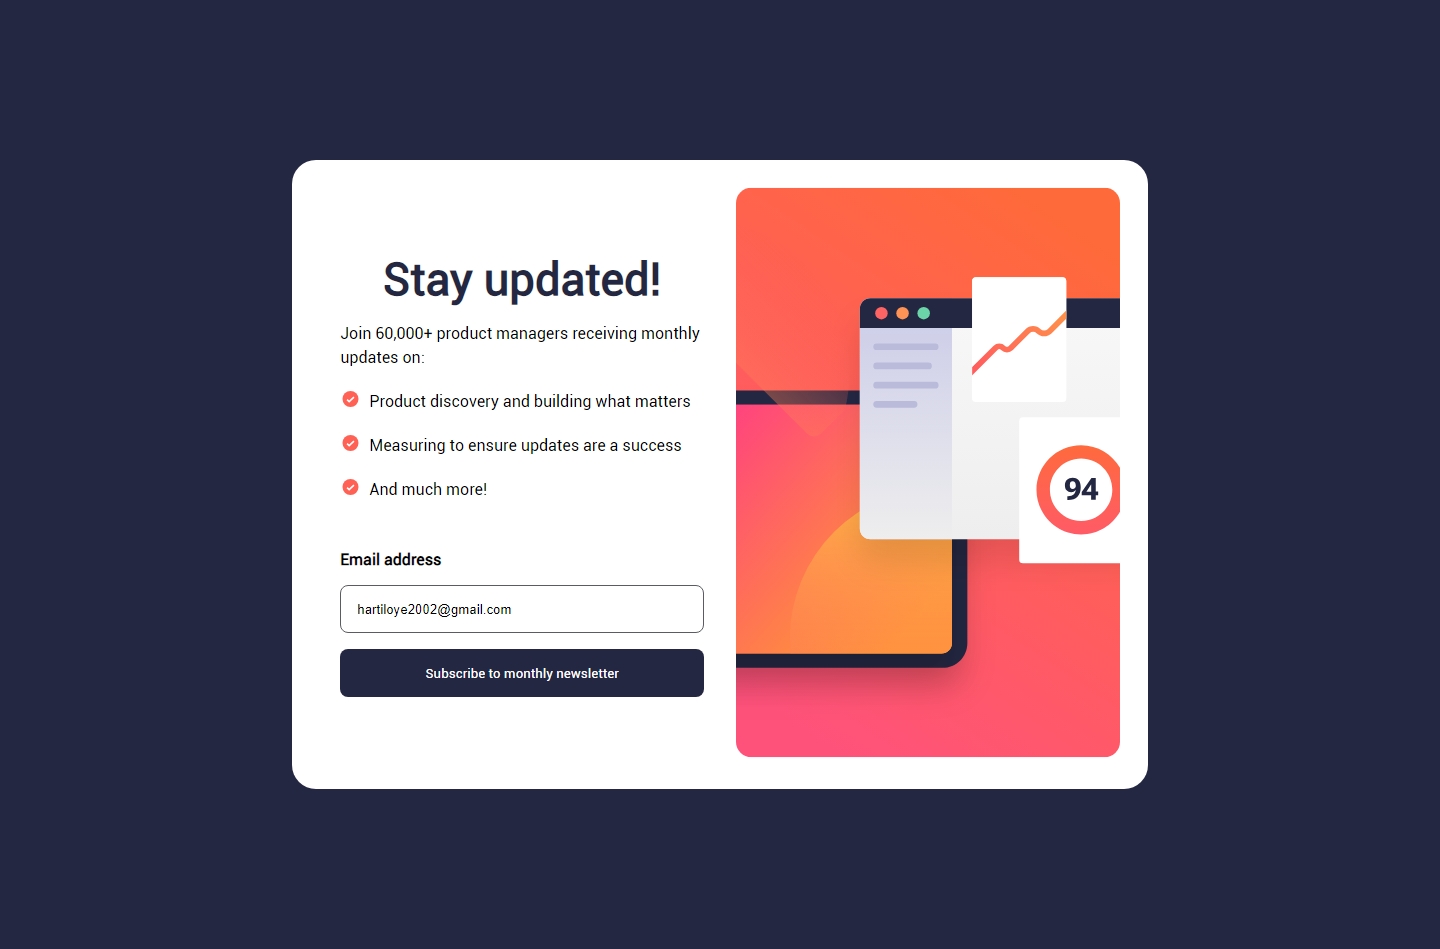 Stay updated!
Join 60,000+ product managers receiving monthly
updates on:
Product discovery and building what matters
Measuring to ensure updates are a success
And much more!
Email address
hartiloye2002@gmail.com
Subscribe to monthly newsletter
94